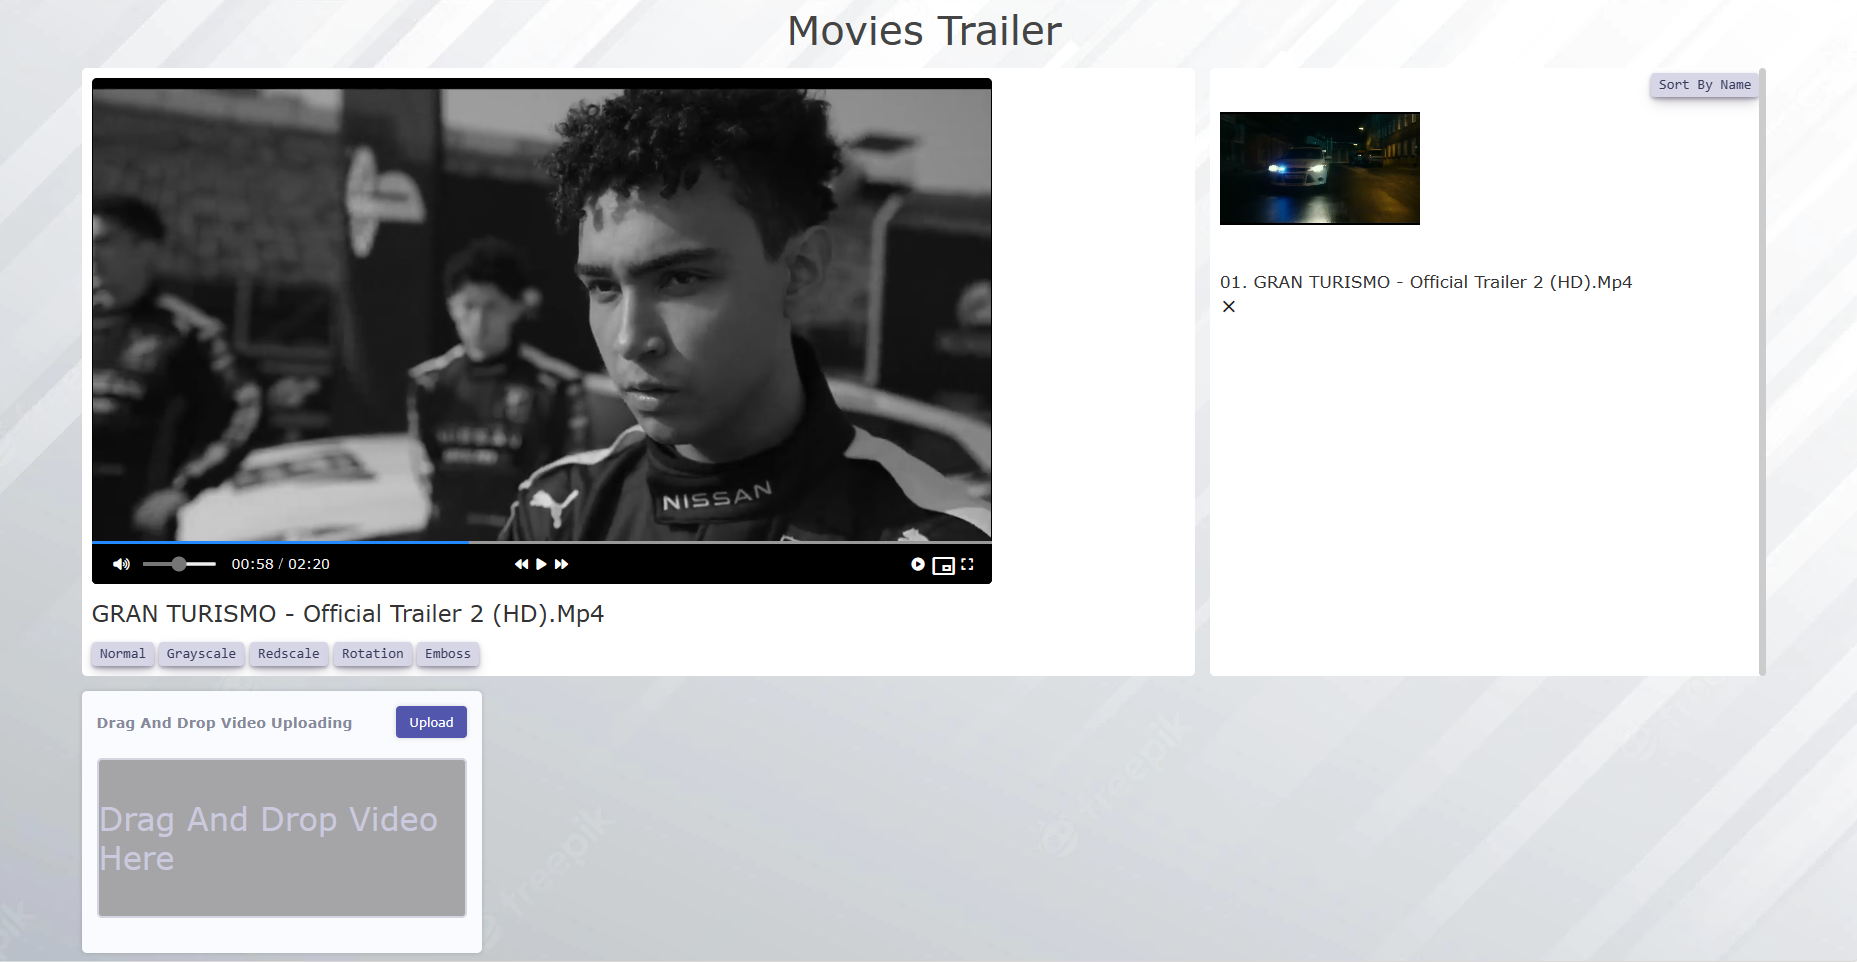 Movies Trailer
Sort By Name
NISSAN
NISSAN
00:58 / 02:20
GRAN TURISMO - Official Trailer 2 (HD).Mp4
Normal Grayscale Redscale Rotation Emboss
01. GRAN TURISMO - Official Trailer 2 (HD).Mp4
Drag And Drop Video Uploading
Upload
Drag And Drop Video
Here
freepik
freepik